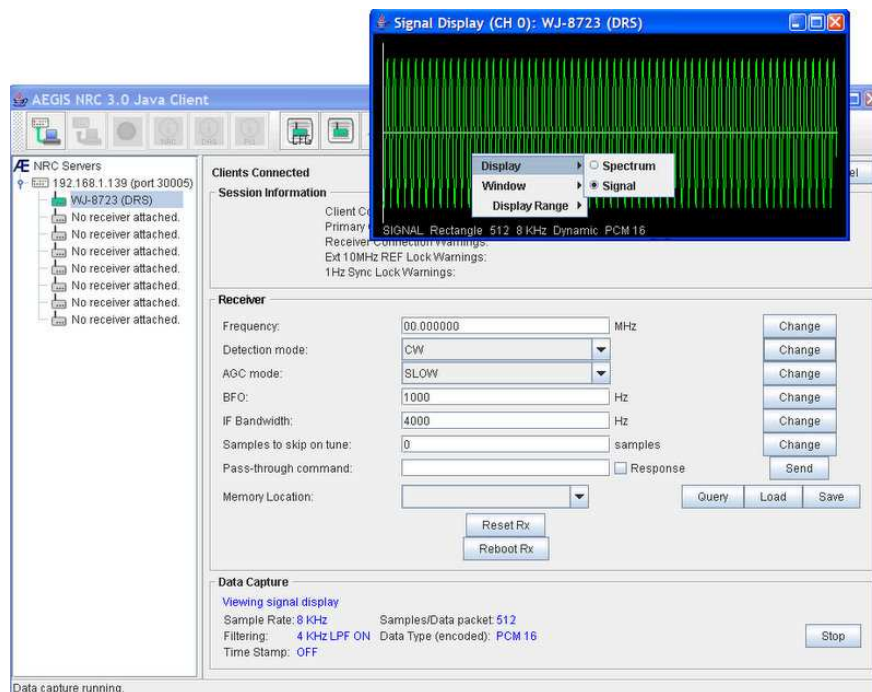 Signal Display (CH 0): WJ-8723 (DRS)
Display
Spectrum
Window
Signal
Display Range
SIGNAL Rectangle 512 8 KHz Dynamic PCM 16
AEGIS NRC 3.0 Java Client
CFG
NRC Servers
192.168.1.139 (port 30005)
WJ-8723 (DRS)
No receiver attached.
No receiver attached.
No receiver attached.
No receiver attached.
No receiver attached.
No receiver attached.
No receiver attached.
Clients Connected
Session Information
Client
Primary
Receiver Connection Warnings:
Ext 10MHz REF Lock Warnings:
1Hz Sync Lock Warnings:
Receiver
Frequency: 00.000000 MHz Change
Detection mode: CW Change
AGC mode: SLOW Change
BFO: 1000 Hz Change
IF Bandwidth: 4000 Hz Change
Samples to skip on tune: 0 samples Change
Pass-through command: Response Send
Memory Location: Query Load Save
Reset Rx
Reboot Rx
Data Capture
Viewing signal display
Sample Rate: 8 KHz Samples/Data packet: 512
Filtering: 4 KHz LPF ON Data Type (encoded): PCM 16
Stop
Time Stamp: OFF
Data capture running.